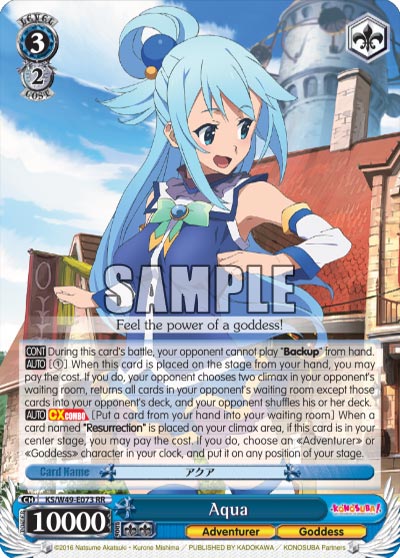 LEVEL
3
2
COST
SAMPLE
Feel the power of a goddess!
CONT During this card's battle, your opponent cannot play "Backup" from hand.
AUTO [①] When this card is placed on the stage from your hand, you may
pay the cost. If you do, your opponent chooses two climax in your opponent's
waiting room, returns all cards in your opponent's waiting room except those
cards into your opponent's deck, and your opponent shuffles his or her deck.
AUTO CX COMBO [Put a card from your hand into your waiting room] When a
card named "Resurrection" is placed on your climax area, if this card is in your
center stage, you may pay the cost. If you do, choose an «Adventurer» or
«Goddess» character in your clock, and put it on any position of your stage.
Card Name アクア
CH KS/W49-E073 RR
POWER 10000 SOUL Aqua KONOSUBA!
Adventurer Goddess
©2016 Natsume Akatsuki・Kurone Mishima / PUBLISHED BY KADOKAWA / KONOSUBA Partners